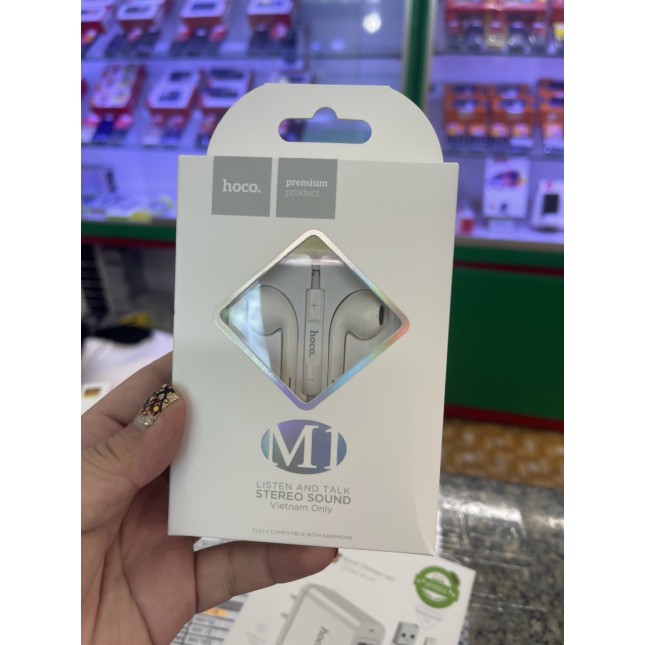 hoco.
premium
product
+
hoco.
M1
LISTEN AND TALK
STEREO SOUND
Vietnam Only
FULLY COMPATIBLE WITH EARPHONE
hoco.